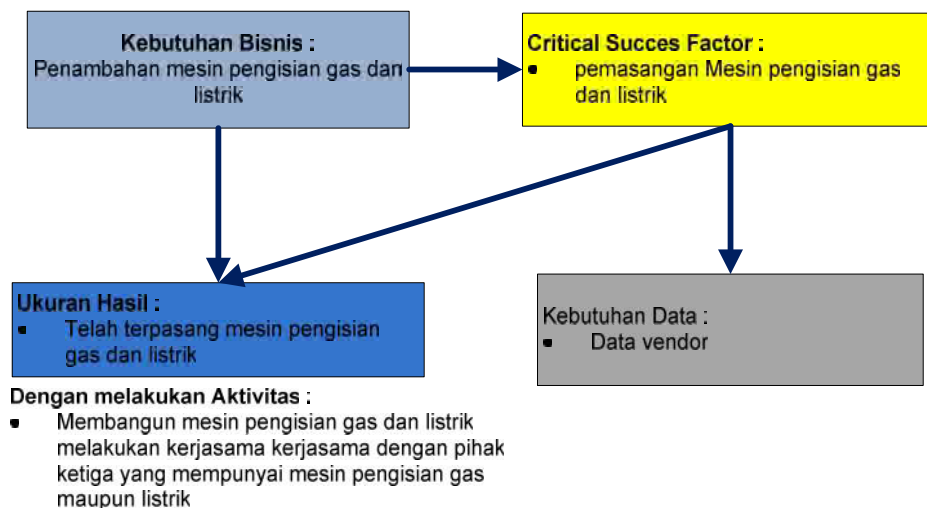 Kebutuhan Bisnis :
Penambahan mesin pengisian gas dan
listrik
Critical Succes Factor :
▪ pemasangan Mesin pengisian gas
dan listrik
Ukuran Hasil :
▪ Telah terpasang mesin pengisian
gas dan listrik
Kebutuhan Data :
▪ Data vendor
Dengan melakukan Aktivitas :
▪ Membangun mesin pengisian gas dan listrik
melakukan kerjasama kerjasama dengan pihak
ketiga yang mempunyai mesin pengisian gas
maupun listrik